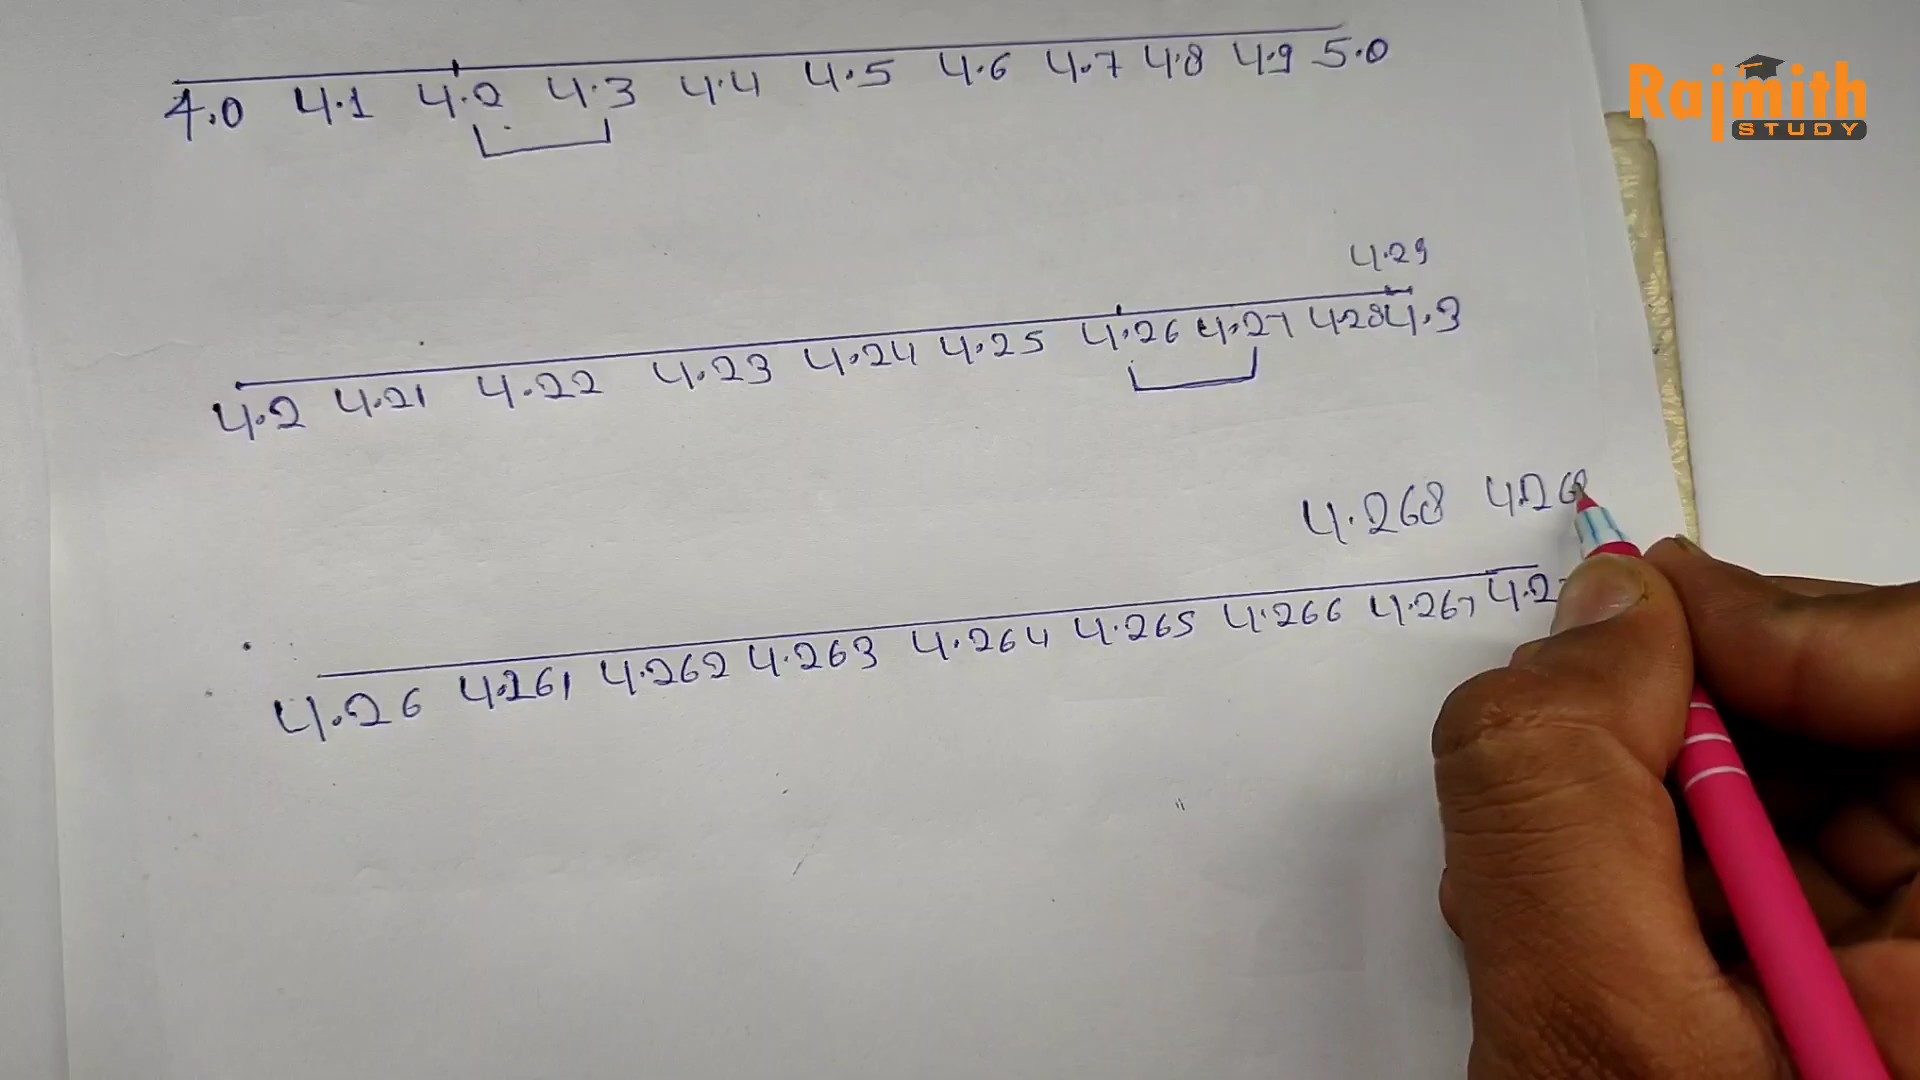 4.0 4.1 4.2 4.3 4.4 4.5 4.6 4.7 4.8 4.9 5.0
Rajmith
STUDY
4.29
4.2 4.21 4.22 4.23 4.24 4.25 4.26 4.27 4.28 4.3
4.268
4.26 4.261 4.262 4.263 4.264 4.265 4.266 4.267